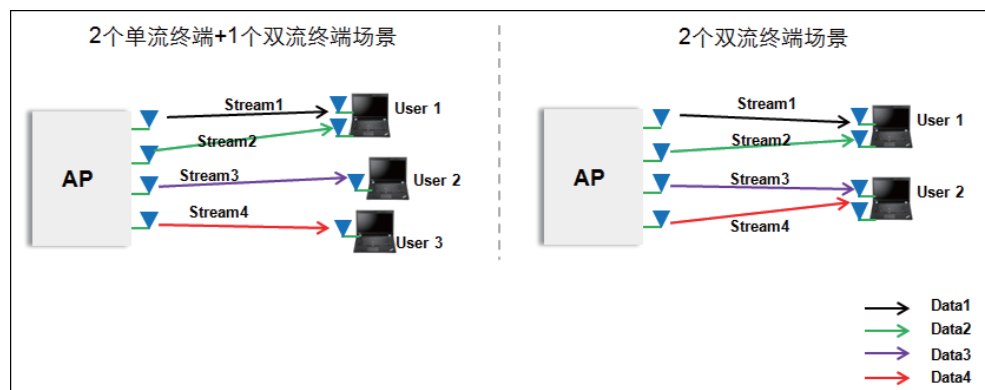 2个单流终端+1个双流终端场景
AP
Stream1
Stream2
Stream3
Stream4
User 1
User 2
User 3
2个双流终端场景
AP
Stream1
Stream2
Stream3
Stream4
User 1
User 2
Data1
Data2
Data3
Data4